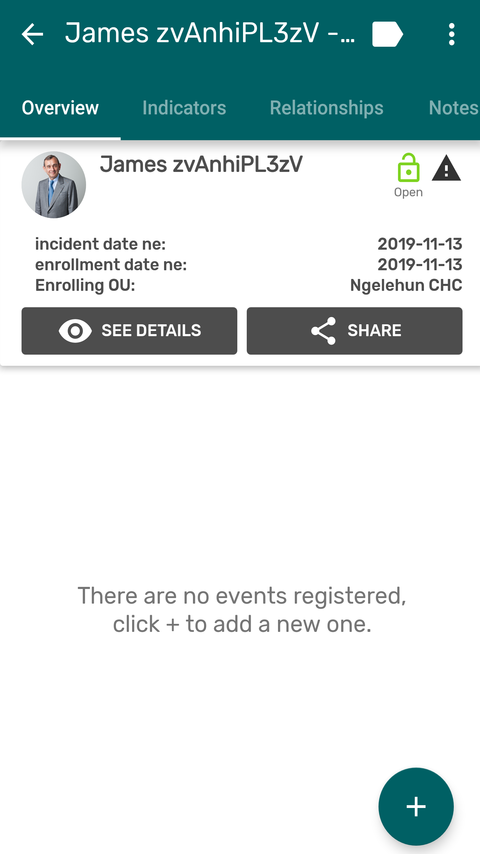 James zvAnhiPL3zV -...
Overview Indicators Relationships Notes
James zvAnhiPL3zV
Open
incident date ne: 2019-11-13
enrollment date ne: 2019-11-13
Enrolling OU: Ngelehun CHC
SEE DETAILS SHARE
There are no events registered,
click + to add a new one.